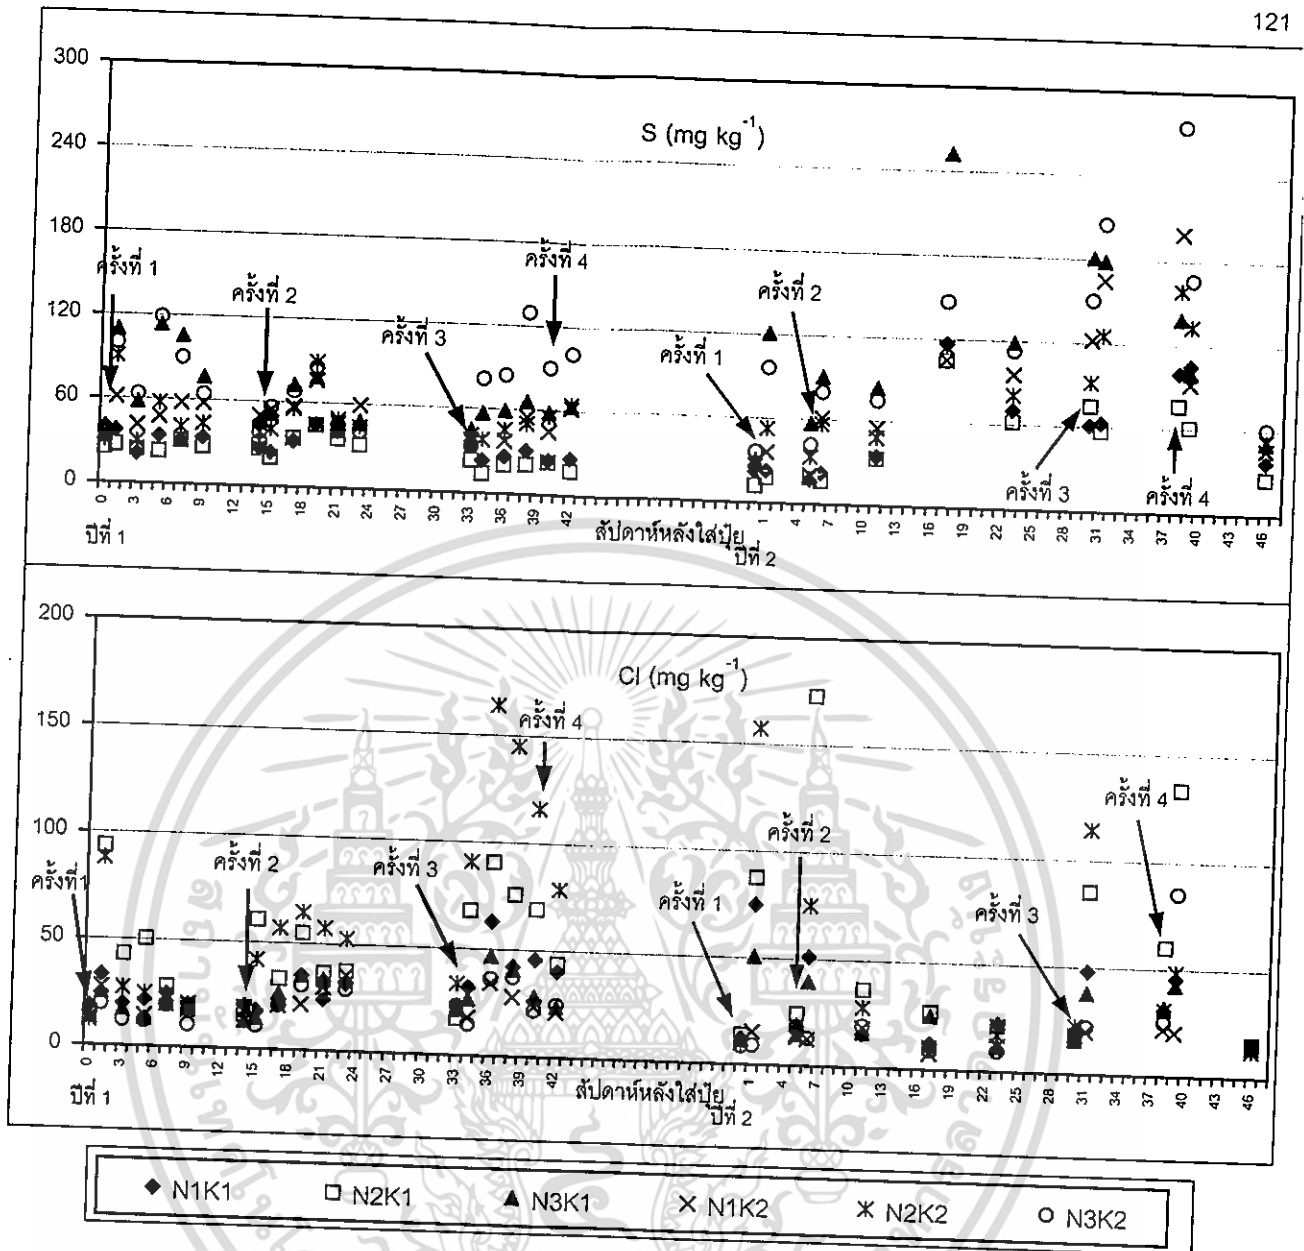 121
S (mg kg-1)
300
240
180
120
60
0
ครั้งที่ 1
ครั้งที่ 2
ครั้งที่ 3
ครั้งที่ 4
ครั้งที่ 1
ครั้งที่ 2
ครั้งที่ 3
ครั้งที่ 4
0 3 6 9 12 15 18 21 24 27 30 33 36 39 42 1 4 7 10 13 16 19 22 25 28 31 34 37 40 43 46
ปีที่ 1
สัปดาห์หลังใส่ปุ๋ย
ปีที่ 2
Cl (mg kg-1)
200
150
100
50
0
ครั้งที่1
ครั้งที่ 2
ครั้งที่ 3
ครั้งที่ 4
ครั้งที่ 1
ครั้งที่ 2
ครั้งที่ 3
ครั้งที่ 4
0 3 6 9 12 15 18 21 24 27 30 33 36 39 42 1 4 7 10 13 16 19 22 25 28 31 34 37 40 43 46
ปีที่ 1
สัปดาห์หลังใส่ปุ๋ย
ปีที่ 2
N1K1 N2K1 N3K1 N1K2 N2K2 N3K2